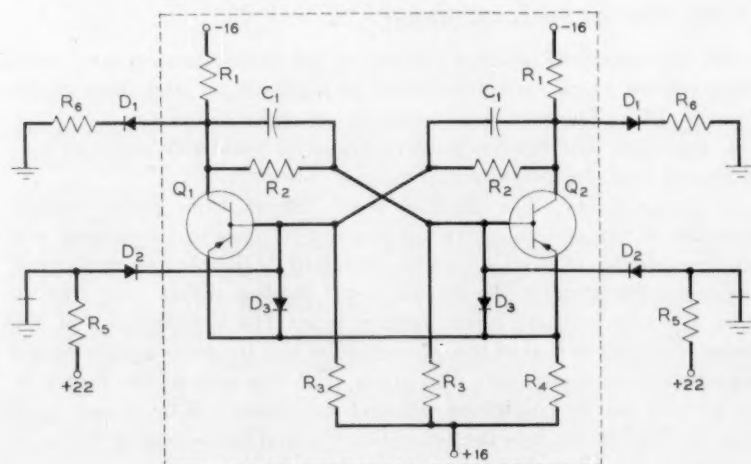 -16 -16
R1 C1 C1 R1
R6 D1 D1 R6
R2 R2
Q1 Q2
D2 D2
D3 D3
R5 R5
R3 R3 R4
+22 +22
+16